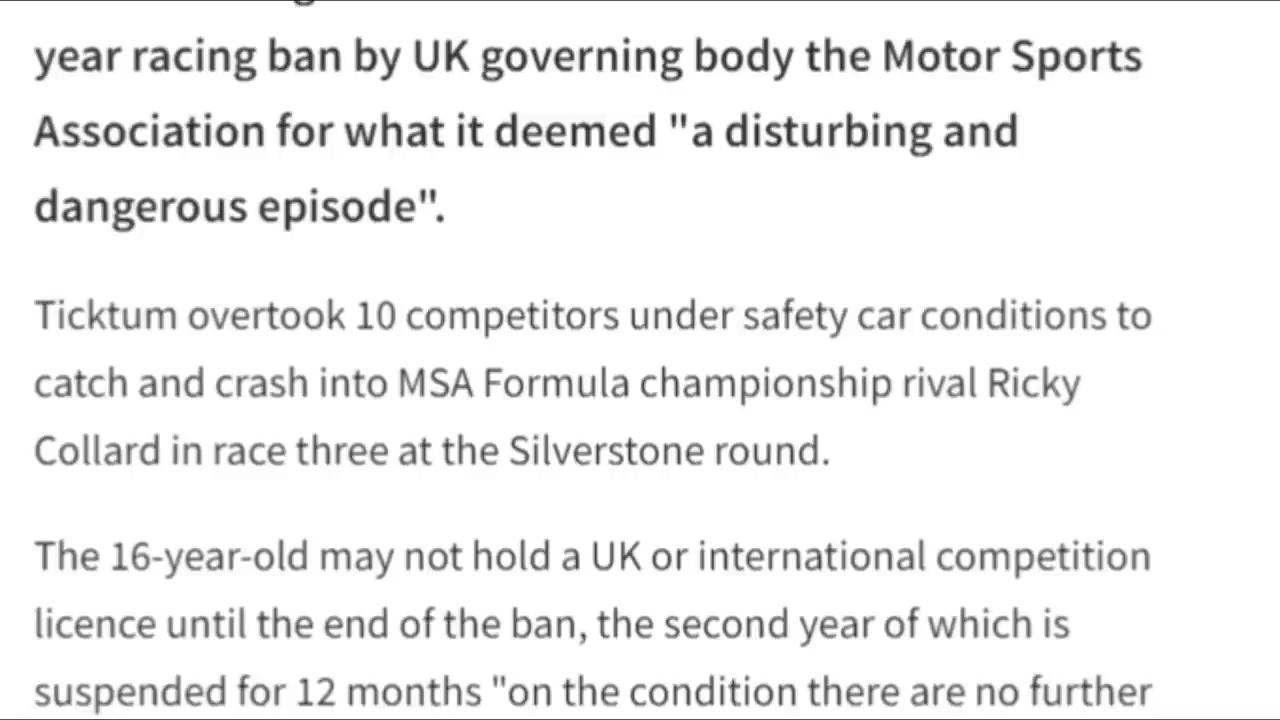 year racing ban by UK governing body the Motor Sports
Association for what it deemed "a disturbing and
dangerous episode".
Ticktum overtook 10 competitors under safety car conditions to
catch and crash into MSA Formula championship rival Ricky
Collard in race three at the Silverstone round.
The 16-year-old may not hold a UK or international competition
licence until the end of the ban, the second year of which is
suspended for 12 months "on the condition there are no further